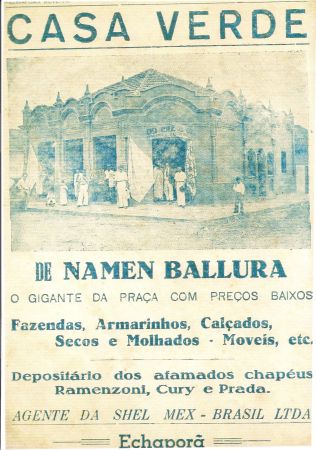 CASA VERDE
DE NAMEN BALLURA
O GIGANTE DA PRAÇA COM PREÇOS BAIXOS
Fazendas, Armarinhos, Calçados,
Secos e Molhados - Moveis, etc.
Depositário dos afamados chapéus
Ramenzoni, Cury e Prada.
AGENTE DA SHEL MEX - BRASIL LTDA
Echaporã